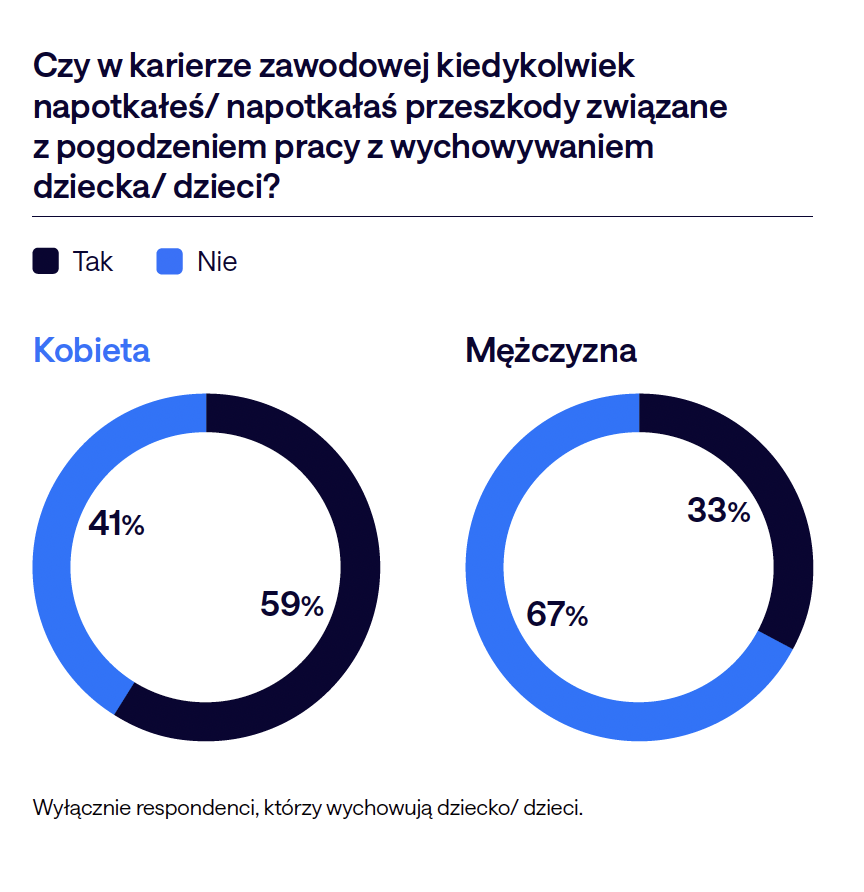 Czy w karierze zawodowej kiedykolwiek
napotkałeś/ napotkałaś przeszkody związane
z pogodzeniem pracy z wychowywaniem
dziecka/ dzieci?
Tak Nie
Kobieta Mężczyzna
41% 33%
59% 67%
Wyłącznie respondenci, którzy wychowują dziecko/ dzieci.